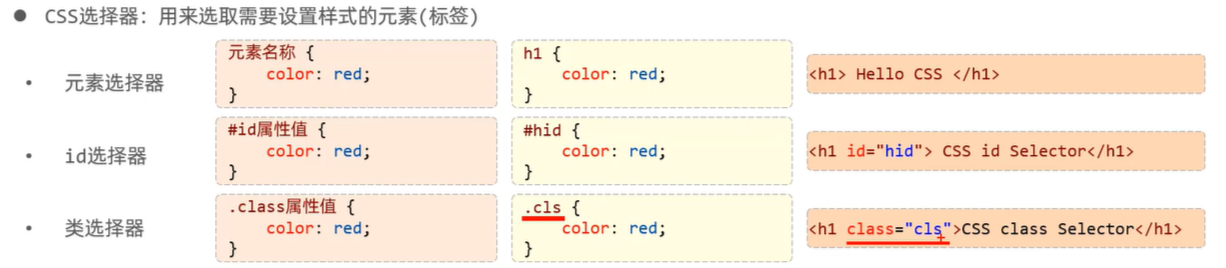 ● CSS选择器：用来选取需要设置样式的元素(标签)
• 元素选择器
元素名称 {
color: red;
}
h1 {
color: red;
}
<h1> Hello CSS </h1>
• id选择器
#id属性值 {
color: red;
}
#hid {
color: red;
}
<h1 id="hid"> CSS id Selector</h1>
• 类选择器
.class属性值 {
color: red;
}
.cls {
color: red;
}
<h1 class="cls">CSS class Selector</h1>